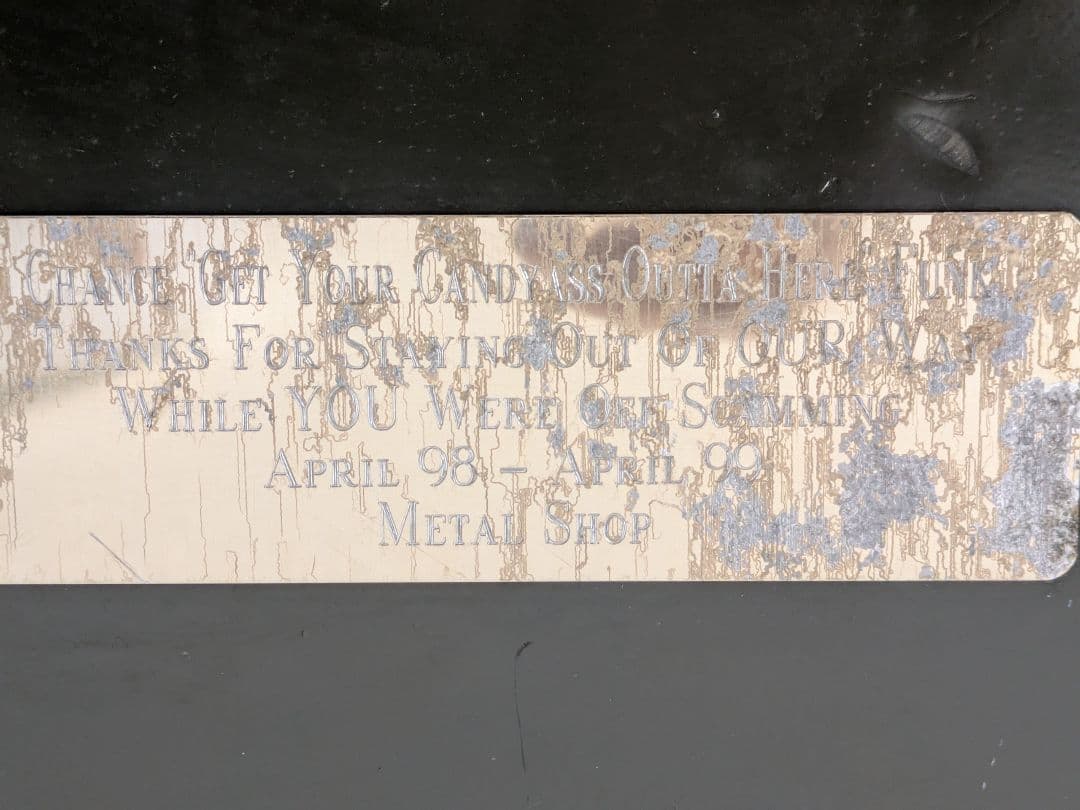 Chance "Get Your Candyass Outta Here" Funk
Thanks For Staying Out Of OUR Way
While YOU Were Off Scamming
April 98 - April 99
Metal Shop